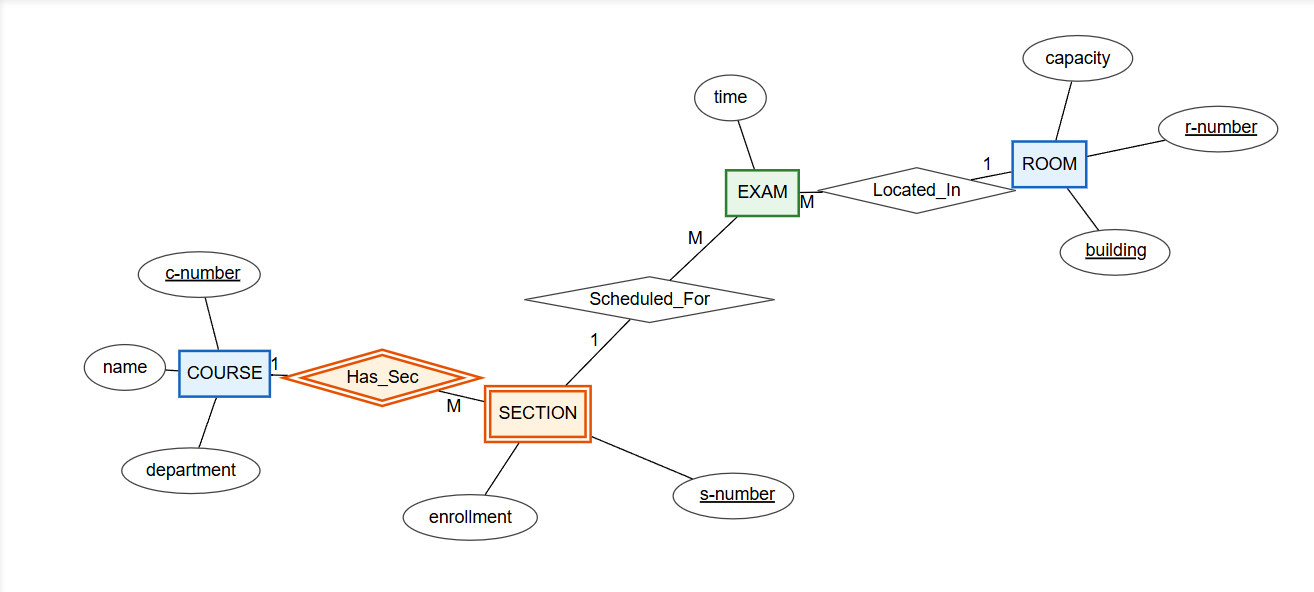 capacity
time
r-number
1
ROOM
EXAM
Located_In
M
M
building
c-number
Scheduled_For
1
name
COURSE
1
Has_Sec
M
SECTION
department
s-number
enrollment